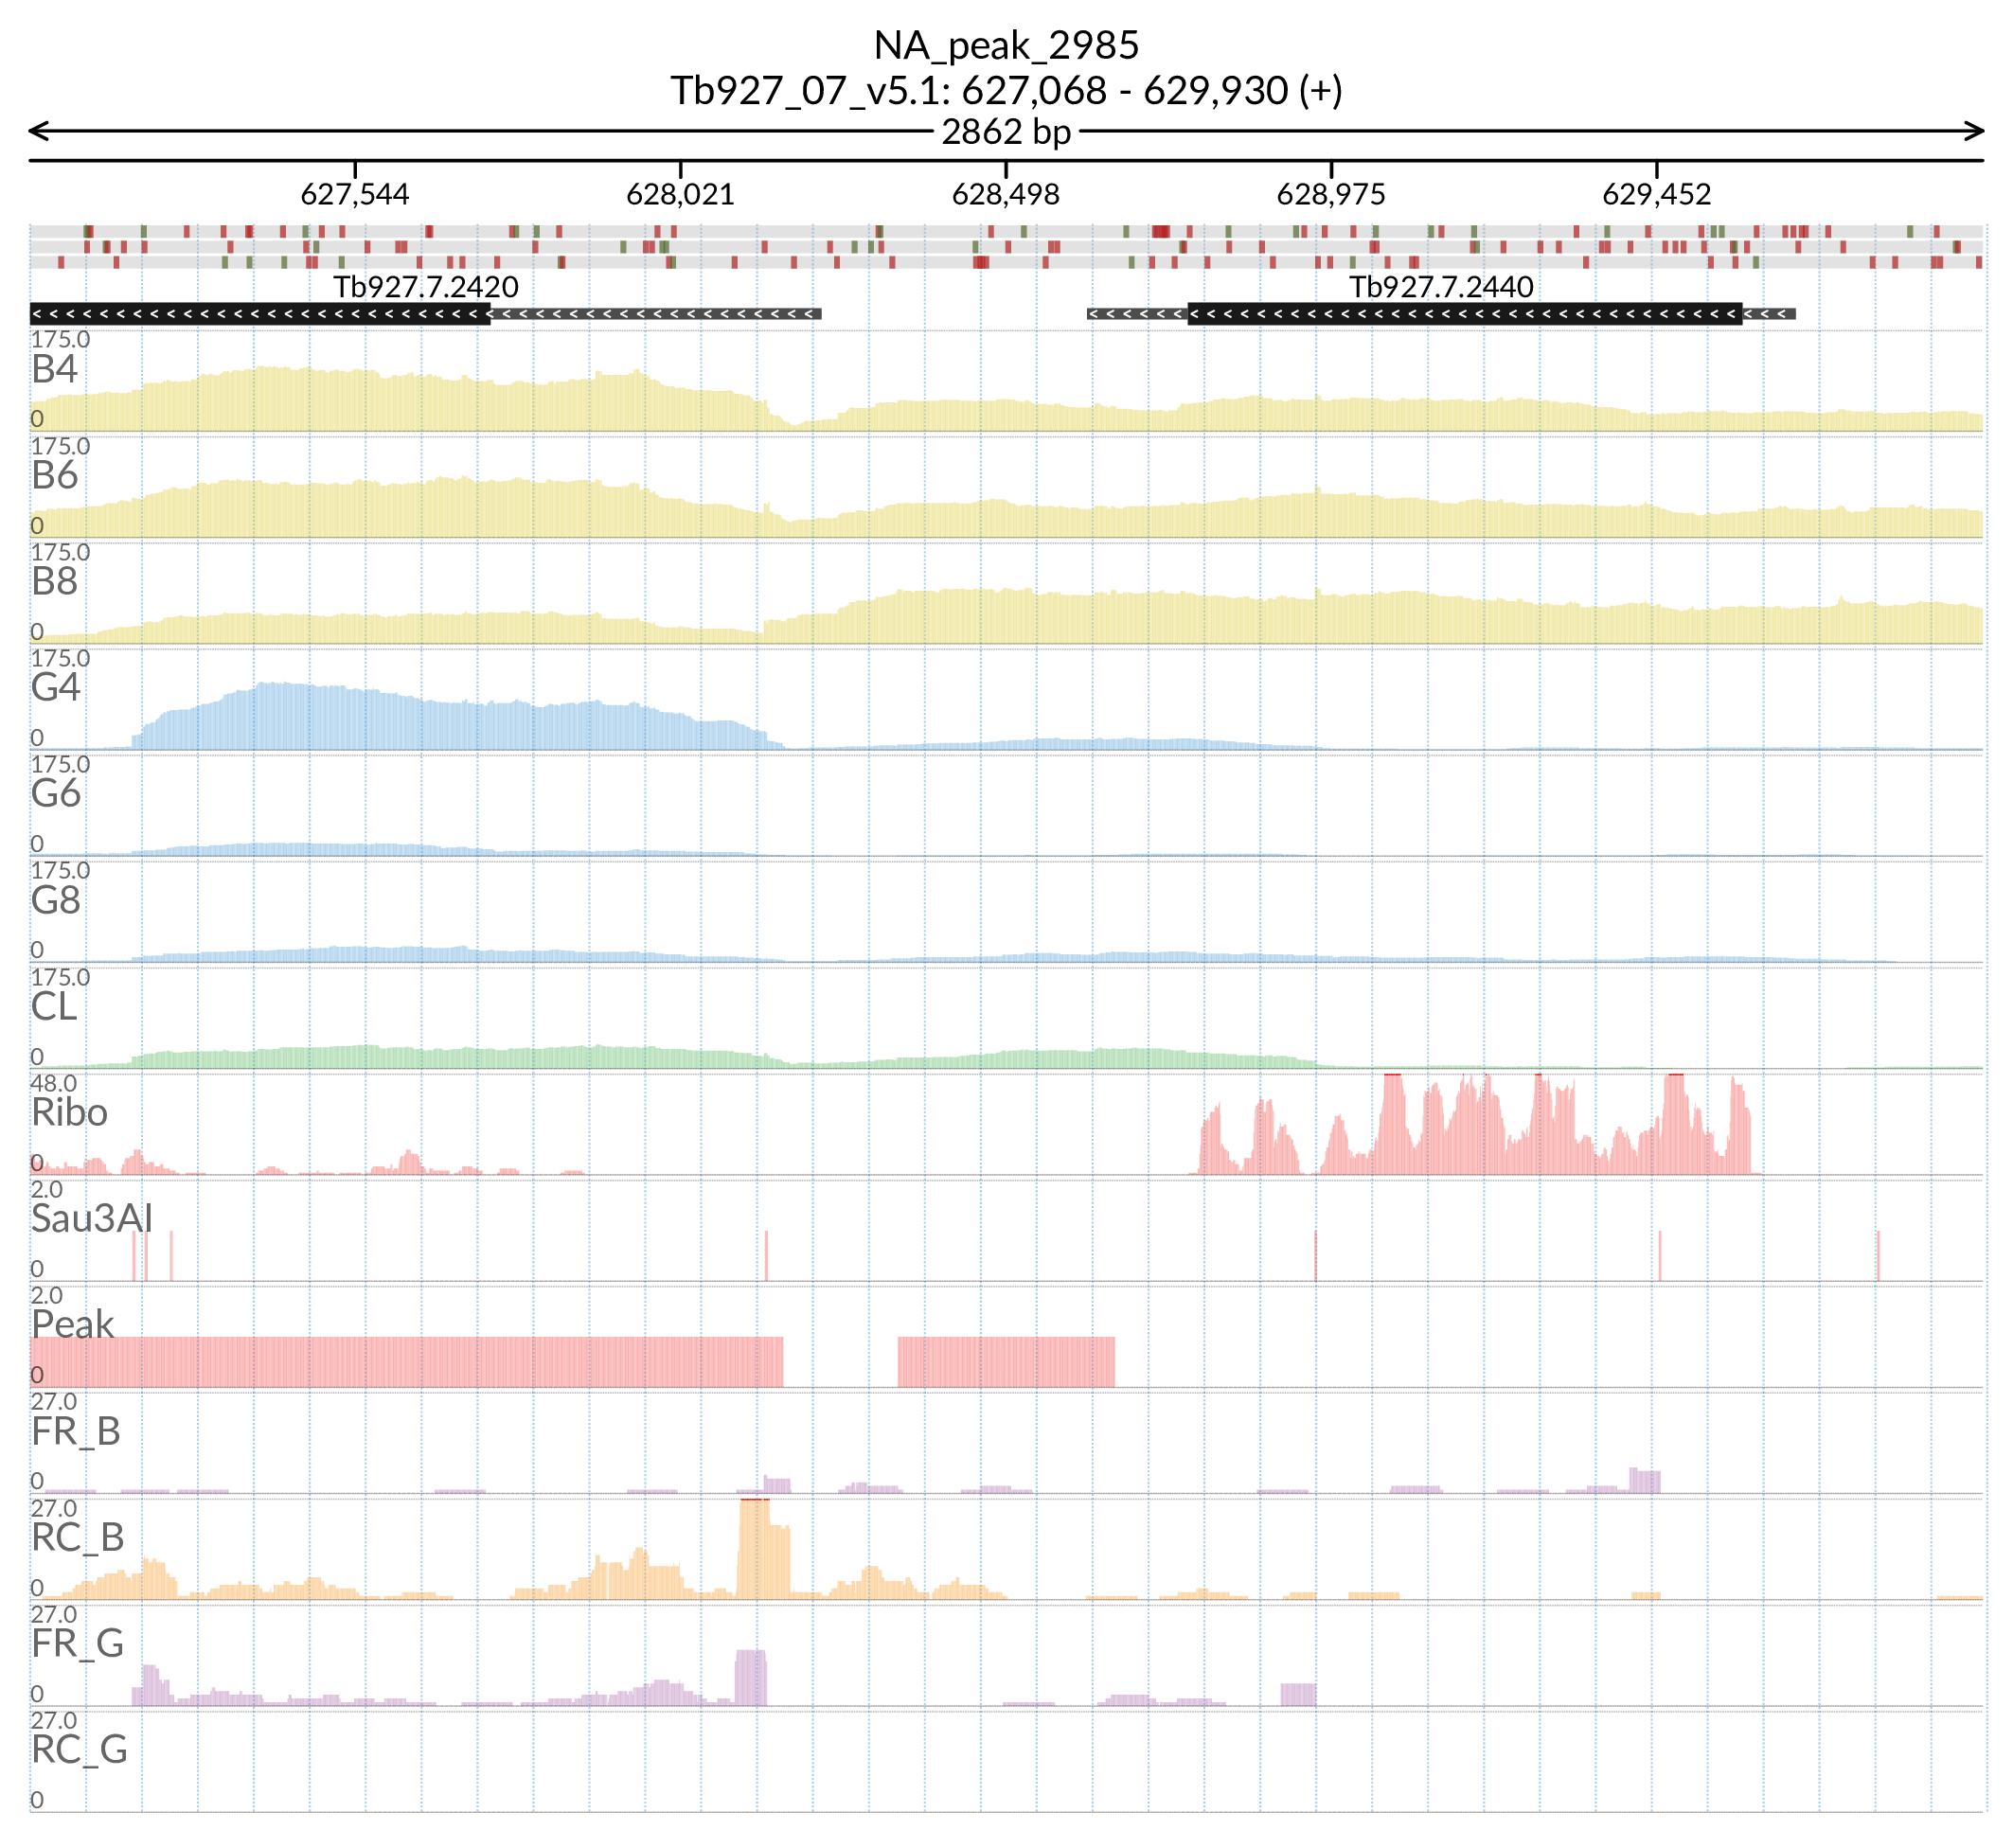 NA_peak_2985
Tb927_07_v5.1: 627,068 - 629,930 (+)
2862 bp
627,544 628,021 628,498 628,975 629,452
Tb927.7.2420 Tb927.7.2440
175.0
B4
0
175.0
B6
0
175.0
B8
0
175.0
G4
0
175.0
G6
0
175.0
G8
0
175.0
CL
0
48.0
Ribo
0
2.0
Sau3AI
0
2.0
Peak
0
27.0
FR_B
0
27.0
RC_B
0
27.0
FR_G
0
27.0
RC_G
0